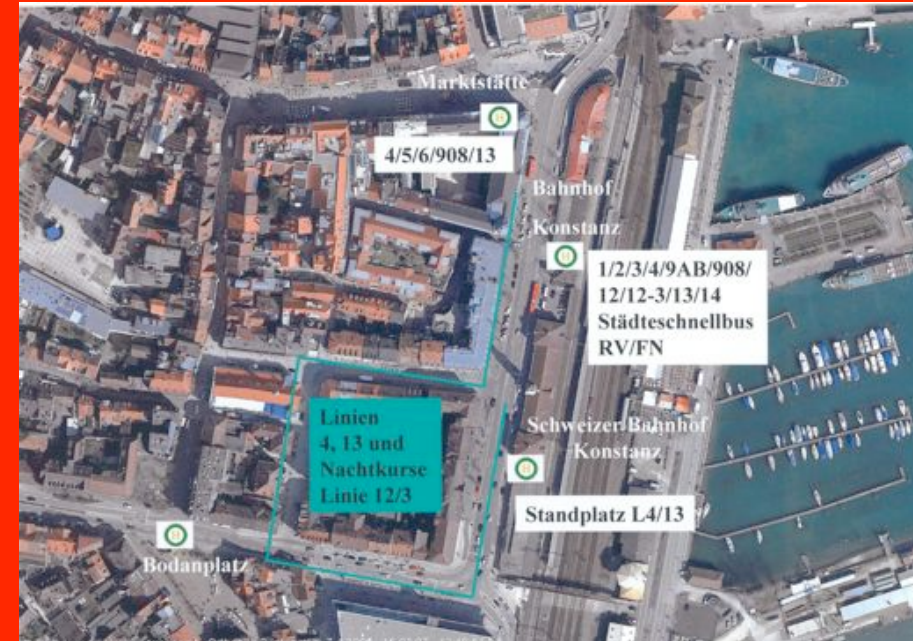 Marktstätte
H
4/5/6/908/13
Bahnhof
Konstanz
H
1/2/3/4/9AB/908/
12/12-3/13/14
Städteschnellbus
RV/FN
Linien
4, 13 und
Nachtkurse
Linie 12/3
Schweizer Bahnhof
Konstanz
H
Standplatz L4/13
H
Bodanplatz